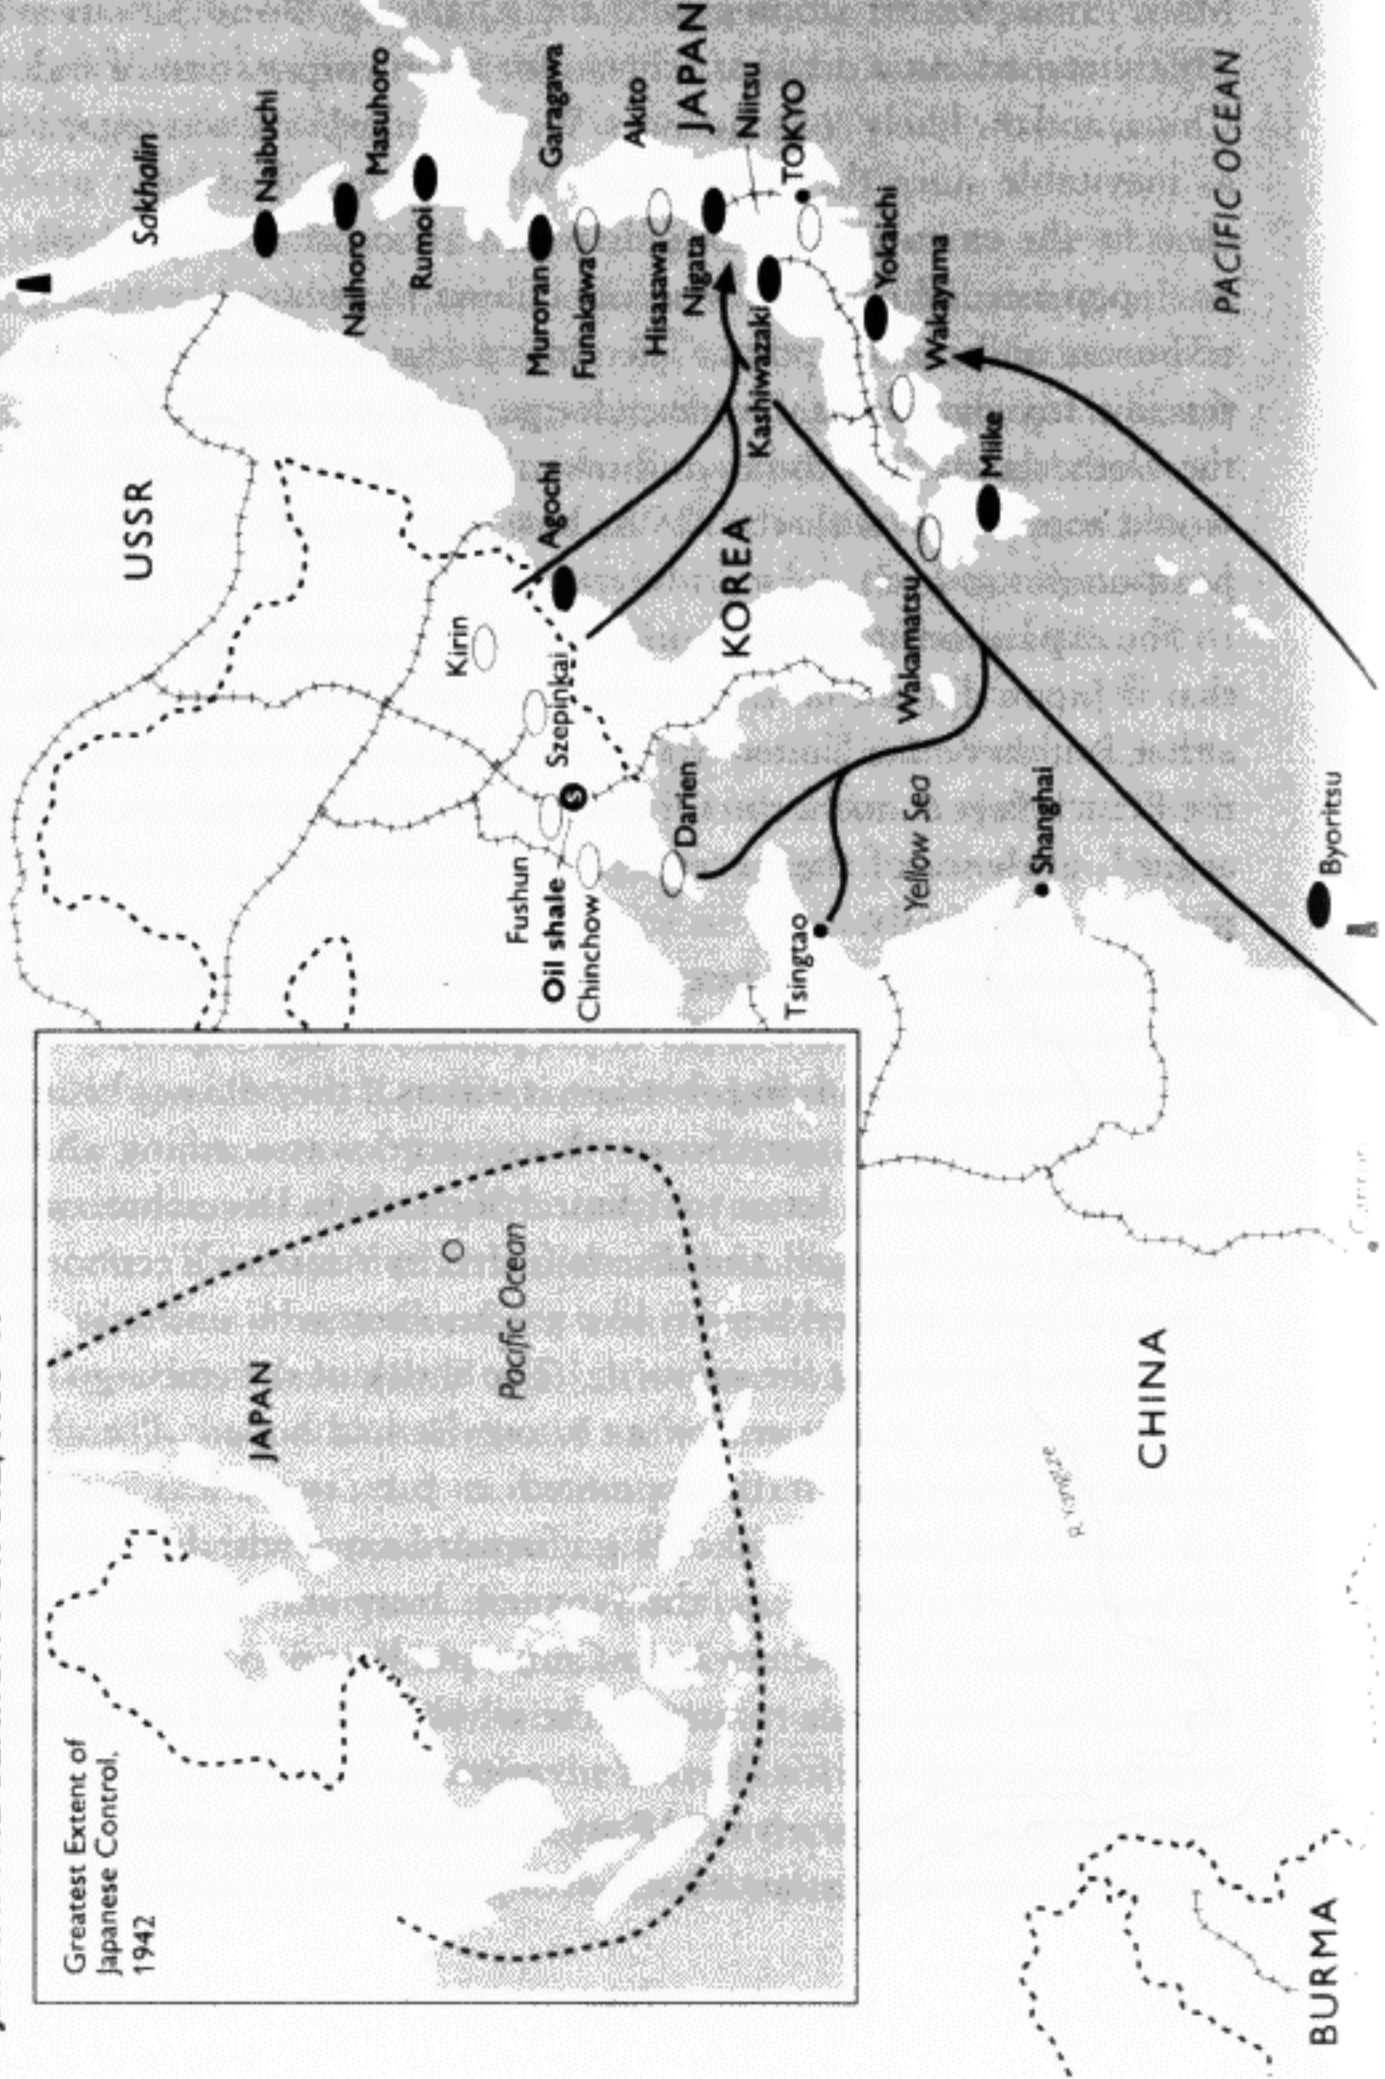 Greatest Extent of
Japanese Control,
1942
JAPAN
Pacific Ocean
USSR
Sakhalin
Naibuchi
Naihoro
Masuhoro
Rumoi
Garagawa
Muroran
Funakawa
Akito
Hisasawa
JAPAN
Nigata
Niitsu
TOKYO
Kashiwazaki
Yokaichi
Wakayama
Miike
PACIFIC OCEAN
Agochi
Kirin
Szepinkai
S
KOREA
Wakamatsu
Fushun
Oil shale
Chinchow
Darien
Tsingtao
Yellow Sea
Shanghai
Byoritsu
R Yangtze
CHINA
BURMA